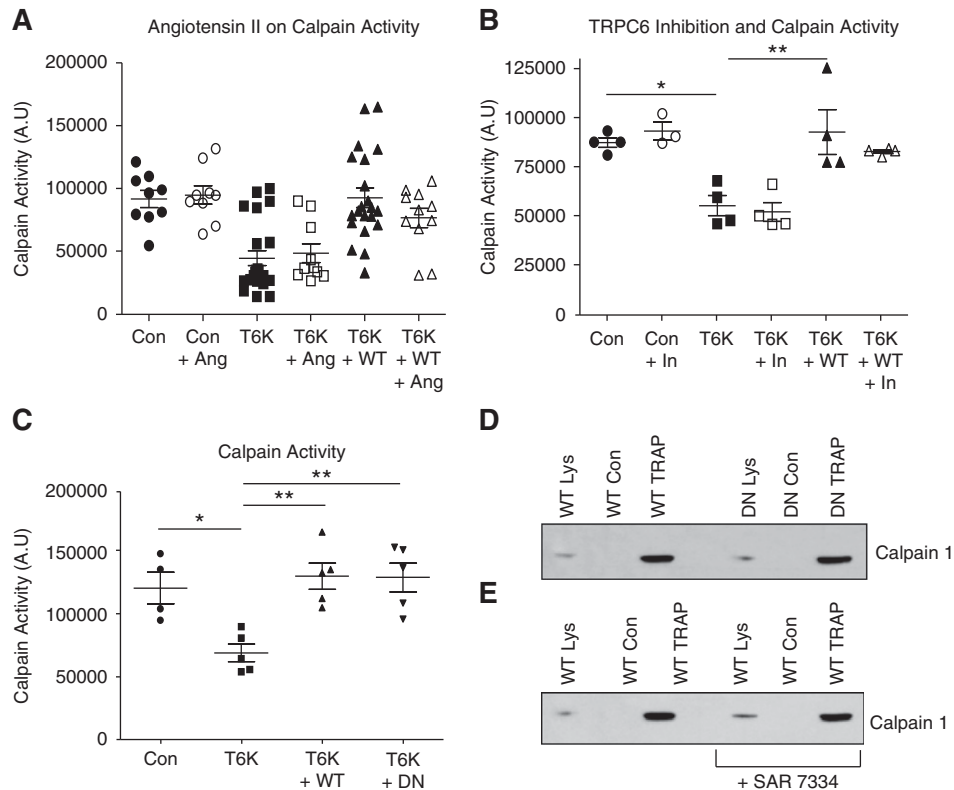 A
Angiotensin II on Calpain Activity
Calpain Activity (A.U)
200000
150000
100000
50000
0
Con
Con + Ang
T6K
T6K + Ang
T6K + WT
T6K + WT + Ang
B
TRPC6 Inhibition and Calpain Activity
Calpain Activity (A.U)
125000
100000
75000
50000
25000
0
*
**
Con
Con + In
T6K
T6K + In
T6K + WT
T6K + WT + In
C
Calpain Activity
Calpain Activity (A.U)
200000
150000
100000
50000
0
*
**
**
Con
T6K
T6K + WT
T6K + DN
D
WT Lys
WT Con
WT TRAP
DN Lys
DN Con
DN TRAP
Calpain 1
E
WT Lys
WT Con
WT TRAP
WT Lys
WT Con
WT TRAP
Calpain 1
+ SAR 7334